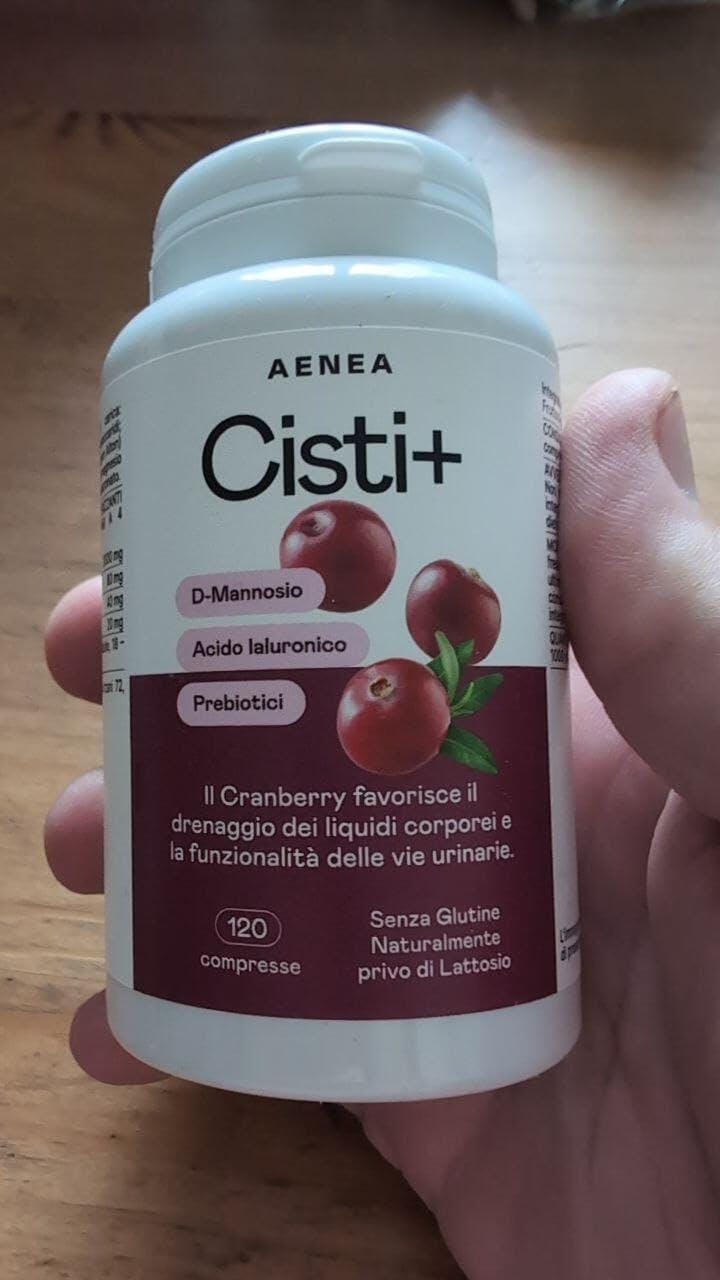 AENEA
Cisti+
D-Mannosio
Acido Ialuronico
Prebiotici
Il Cranberry favorisce il
drenaggio dei liquidi corporei e
la funzionalità delle vie urinarie.
120
compresse
Senza Glutine
Naturalmente
privo di Lattosio